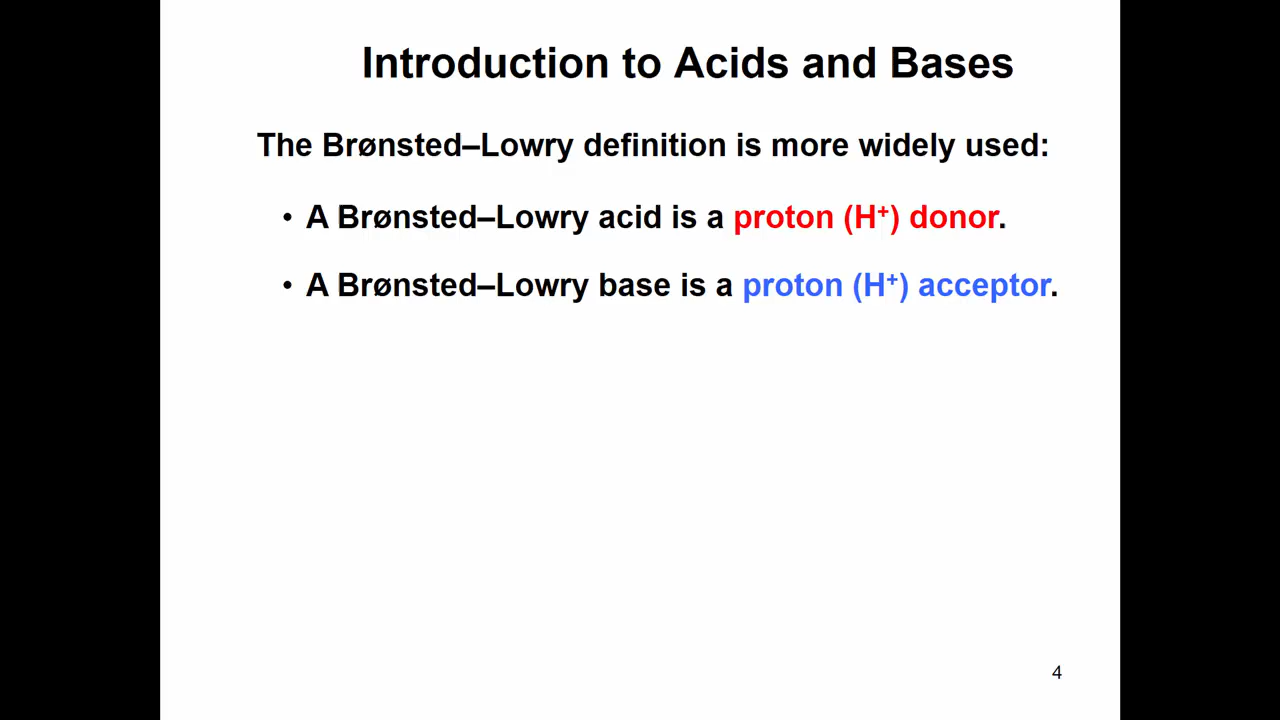 Introduction to Acids and Bases
The Brønsted–Lowry definition is more widely used:
• A Brønsted–Lowry acid is a proton (H⁺) donor.
• A Brønsted–Lowry base is a proton (H⁺) acceptor.
4